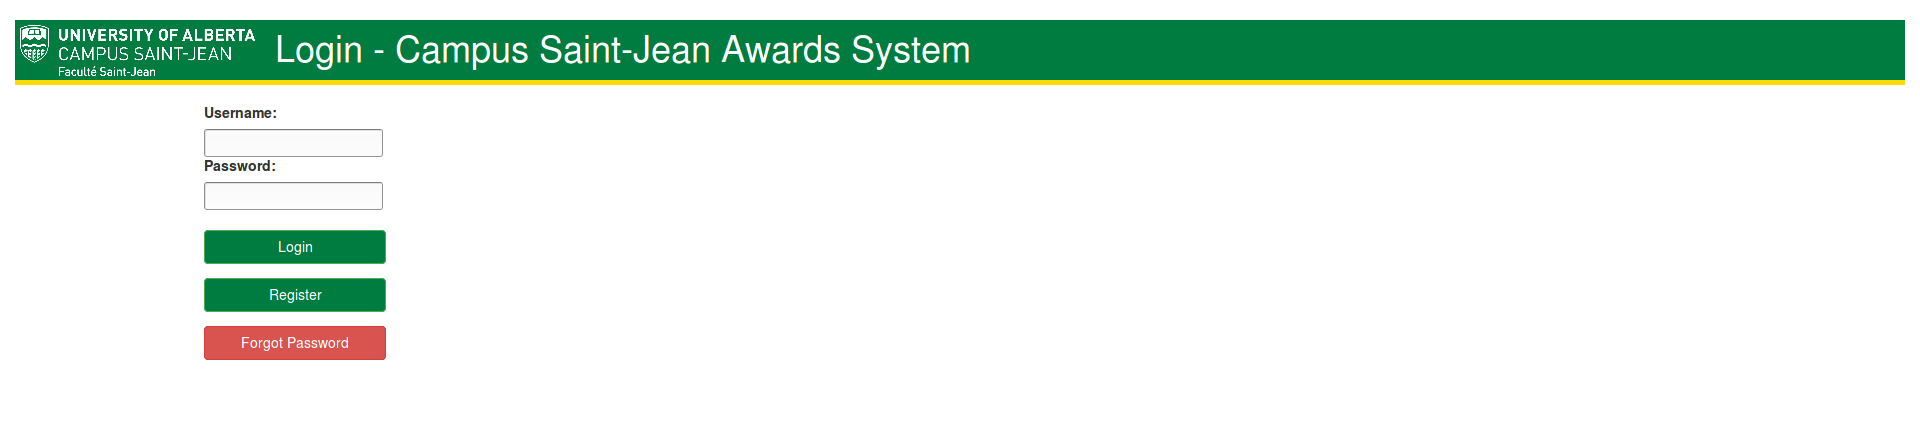 UNIVERSITY OF ALBERTA
CAMPUS SAINT-JEAN
Faculté Saint-Jean
Login - Campus Saint-Jean Awards System
Username:
Password:
Login
Register
Forgot Password